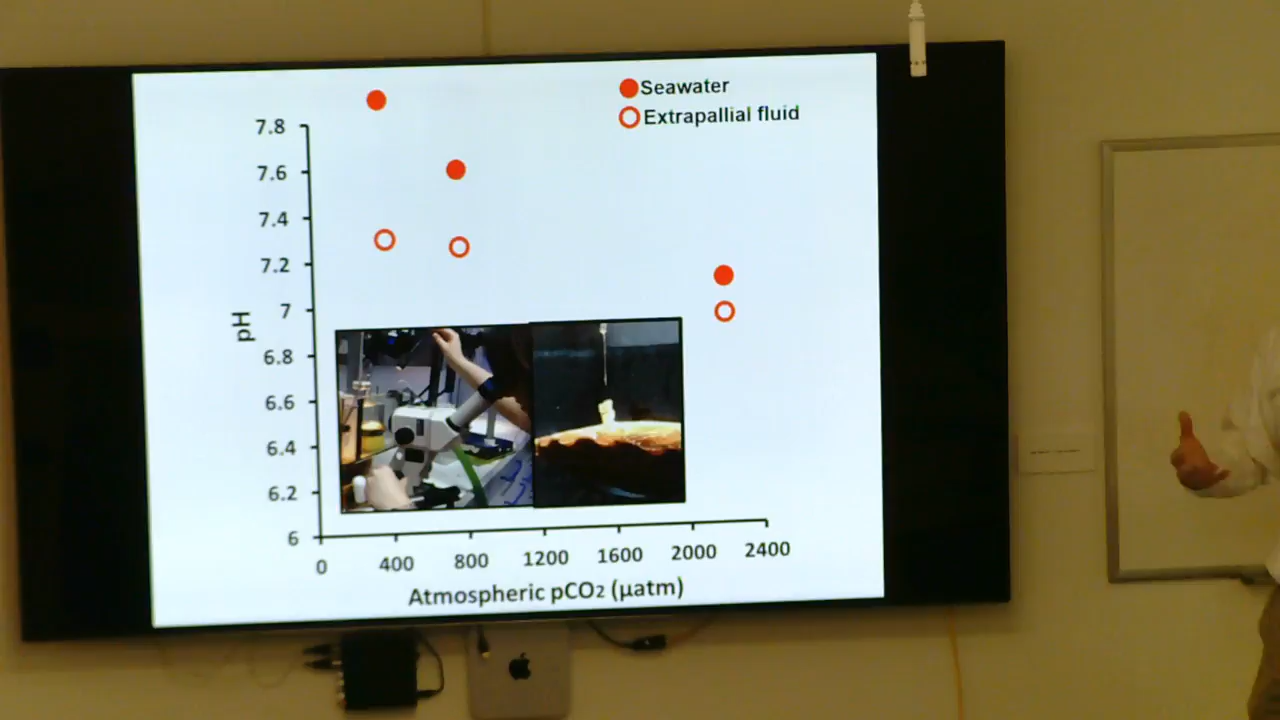 Seawater
Extrapallial fluid
7.8
7.6
7.4
7.2
7
6.8
6.6
6.4
6.2
6
pH
0 400 800 1200 1600 2000 2400
Atmospheric pCO2 (µatm)